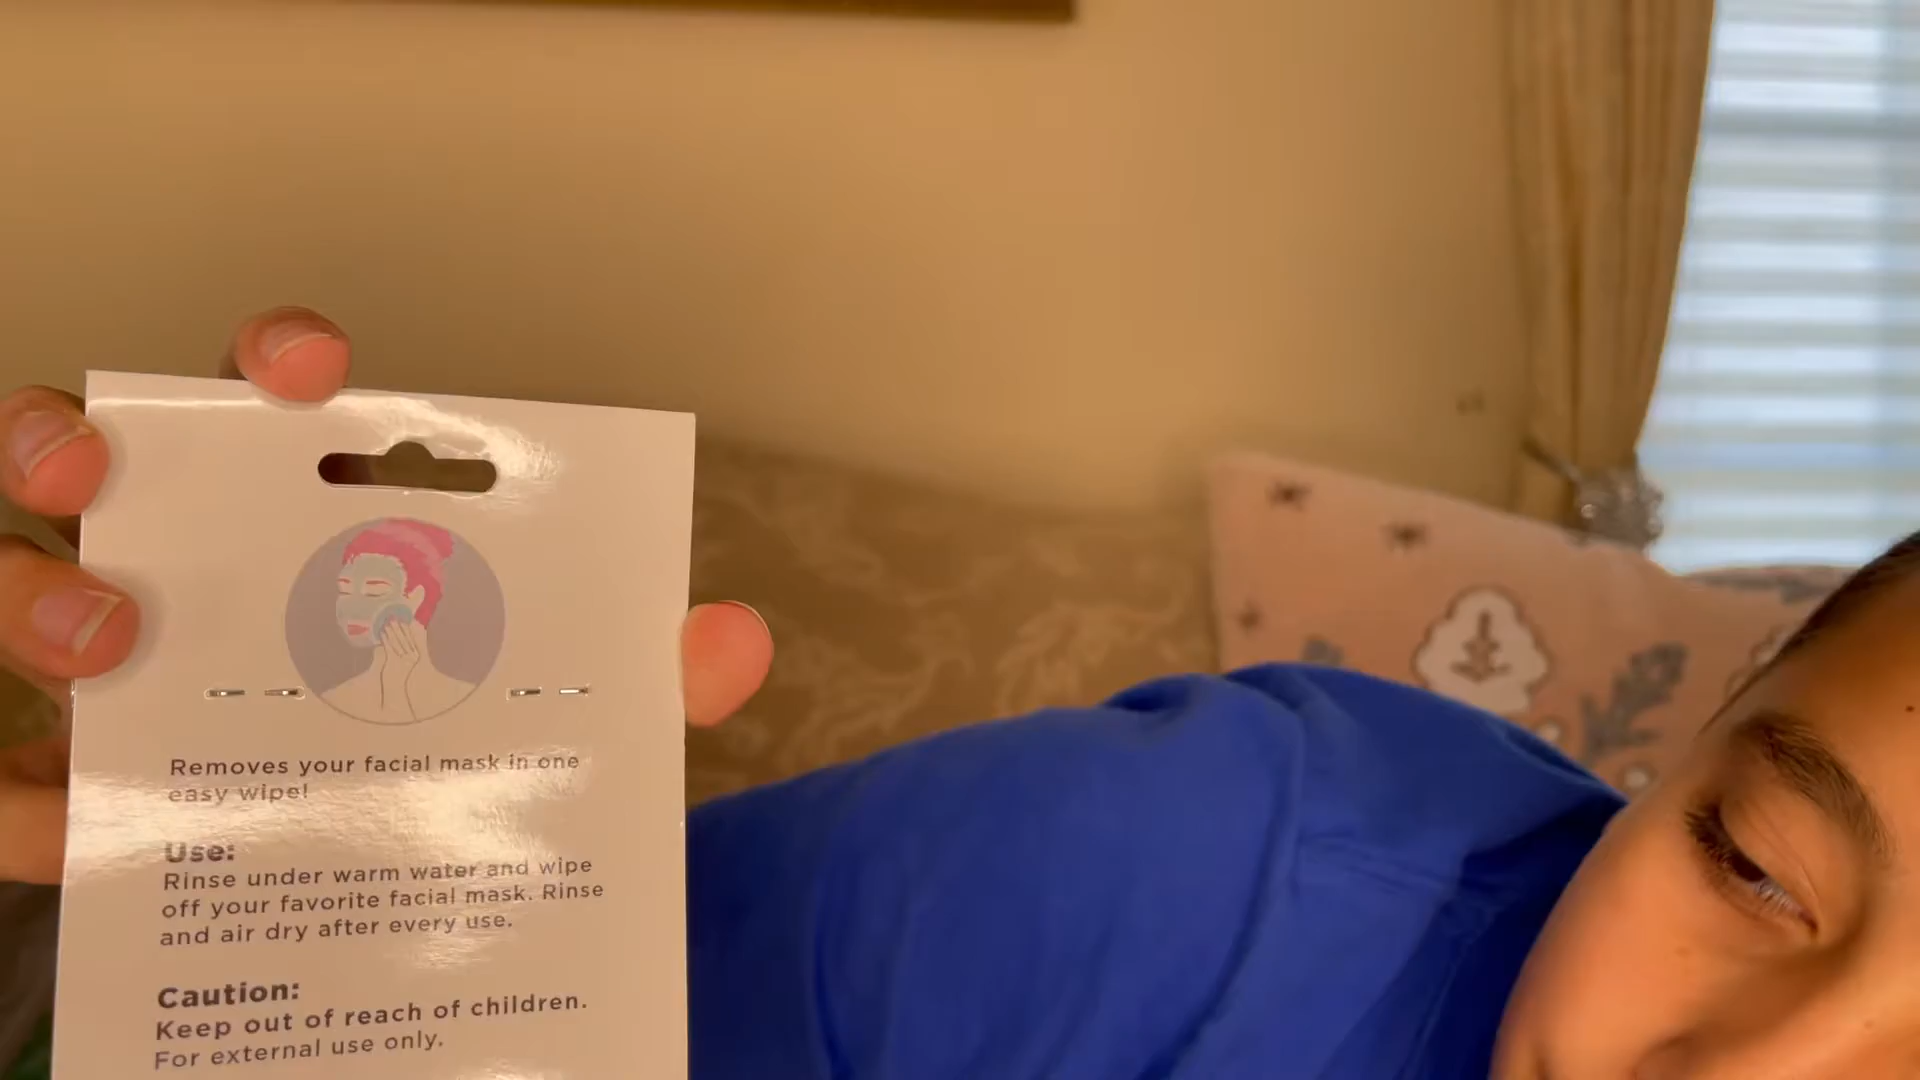 Removes your facial mask in one
easy wipe!
Use:
Rinse under warm water and wipe
off your favorite facial mask. Rinse
and air dry after every use.
Caution:
Keep out of reach of children.
For external use only.